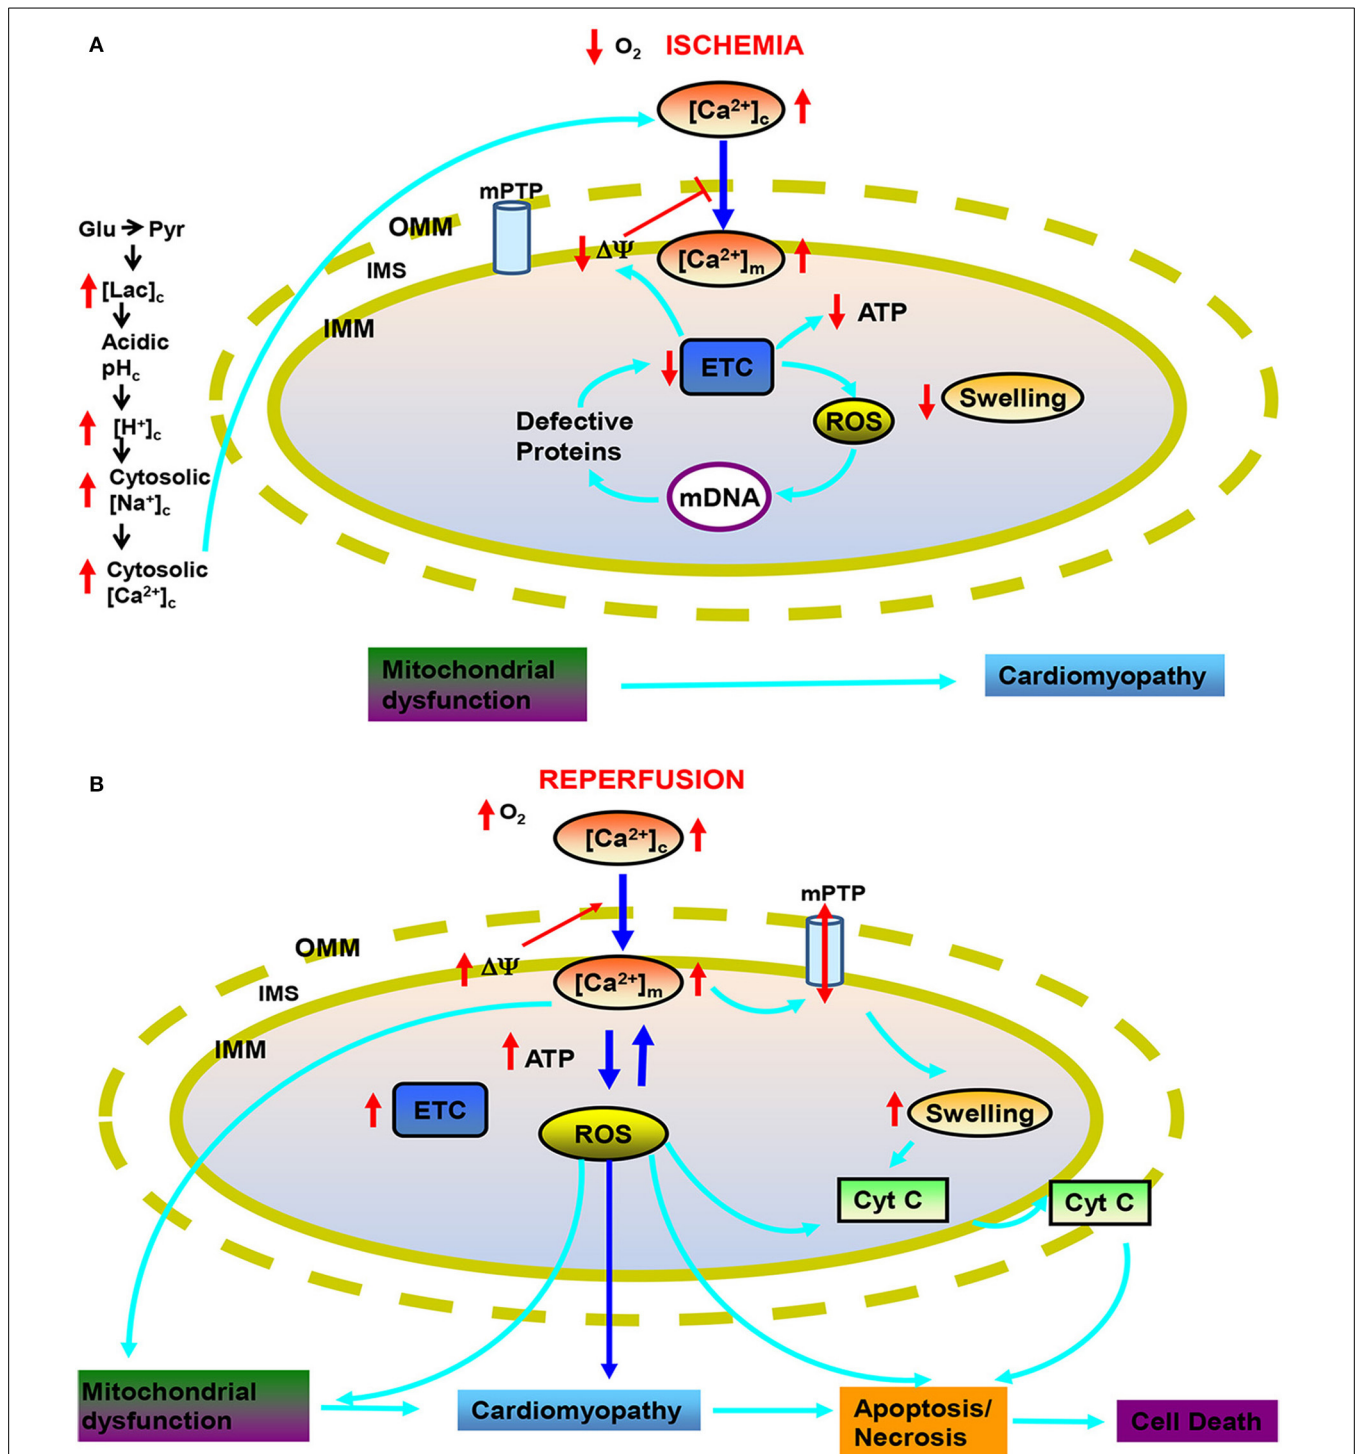 A
O₂ ISCHEMIA
[Ca²⁺]c
mPTP
Glu Pyr
OMM
ΔΨ
[Ca²⁺]m
IMS
[Lac]c
IMM
ATP
Acidic
pHc
ETC
Swelling
Defective
Proteins
ROS
[H⁺]c
Cytosolic
[Na⁺]c
mDNA
Cytosolic
[Ca²⁺]c
Mitochondrial
dysfunction
Cardiomyopathy
B
REPERFUSION
O₂
[Ca²⁺]c
mPTP
OMM
ΔΨ
[Ca²⁺]m
IMS
IMM
ATP
ETC
ROS
Swelling
Cyt C
Cyt C
Mitochondrial
dysfunction
Cardiomyopathy
Apoptosis/
Necrosis
Cell Death